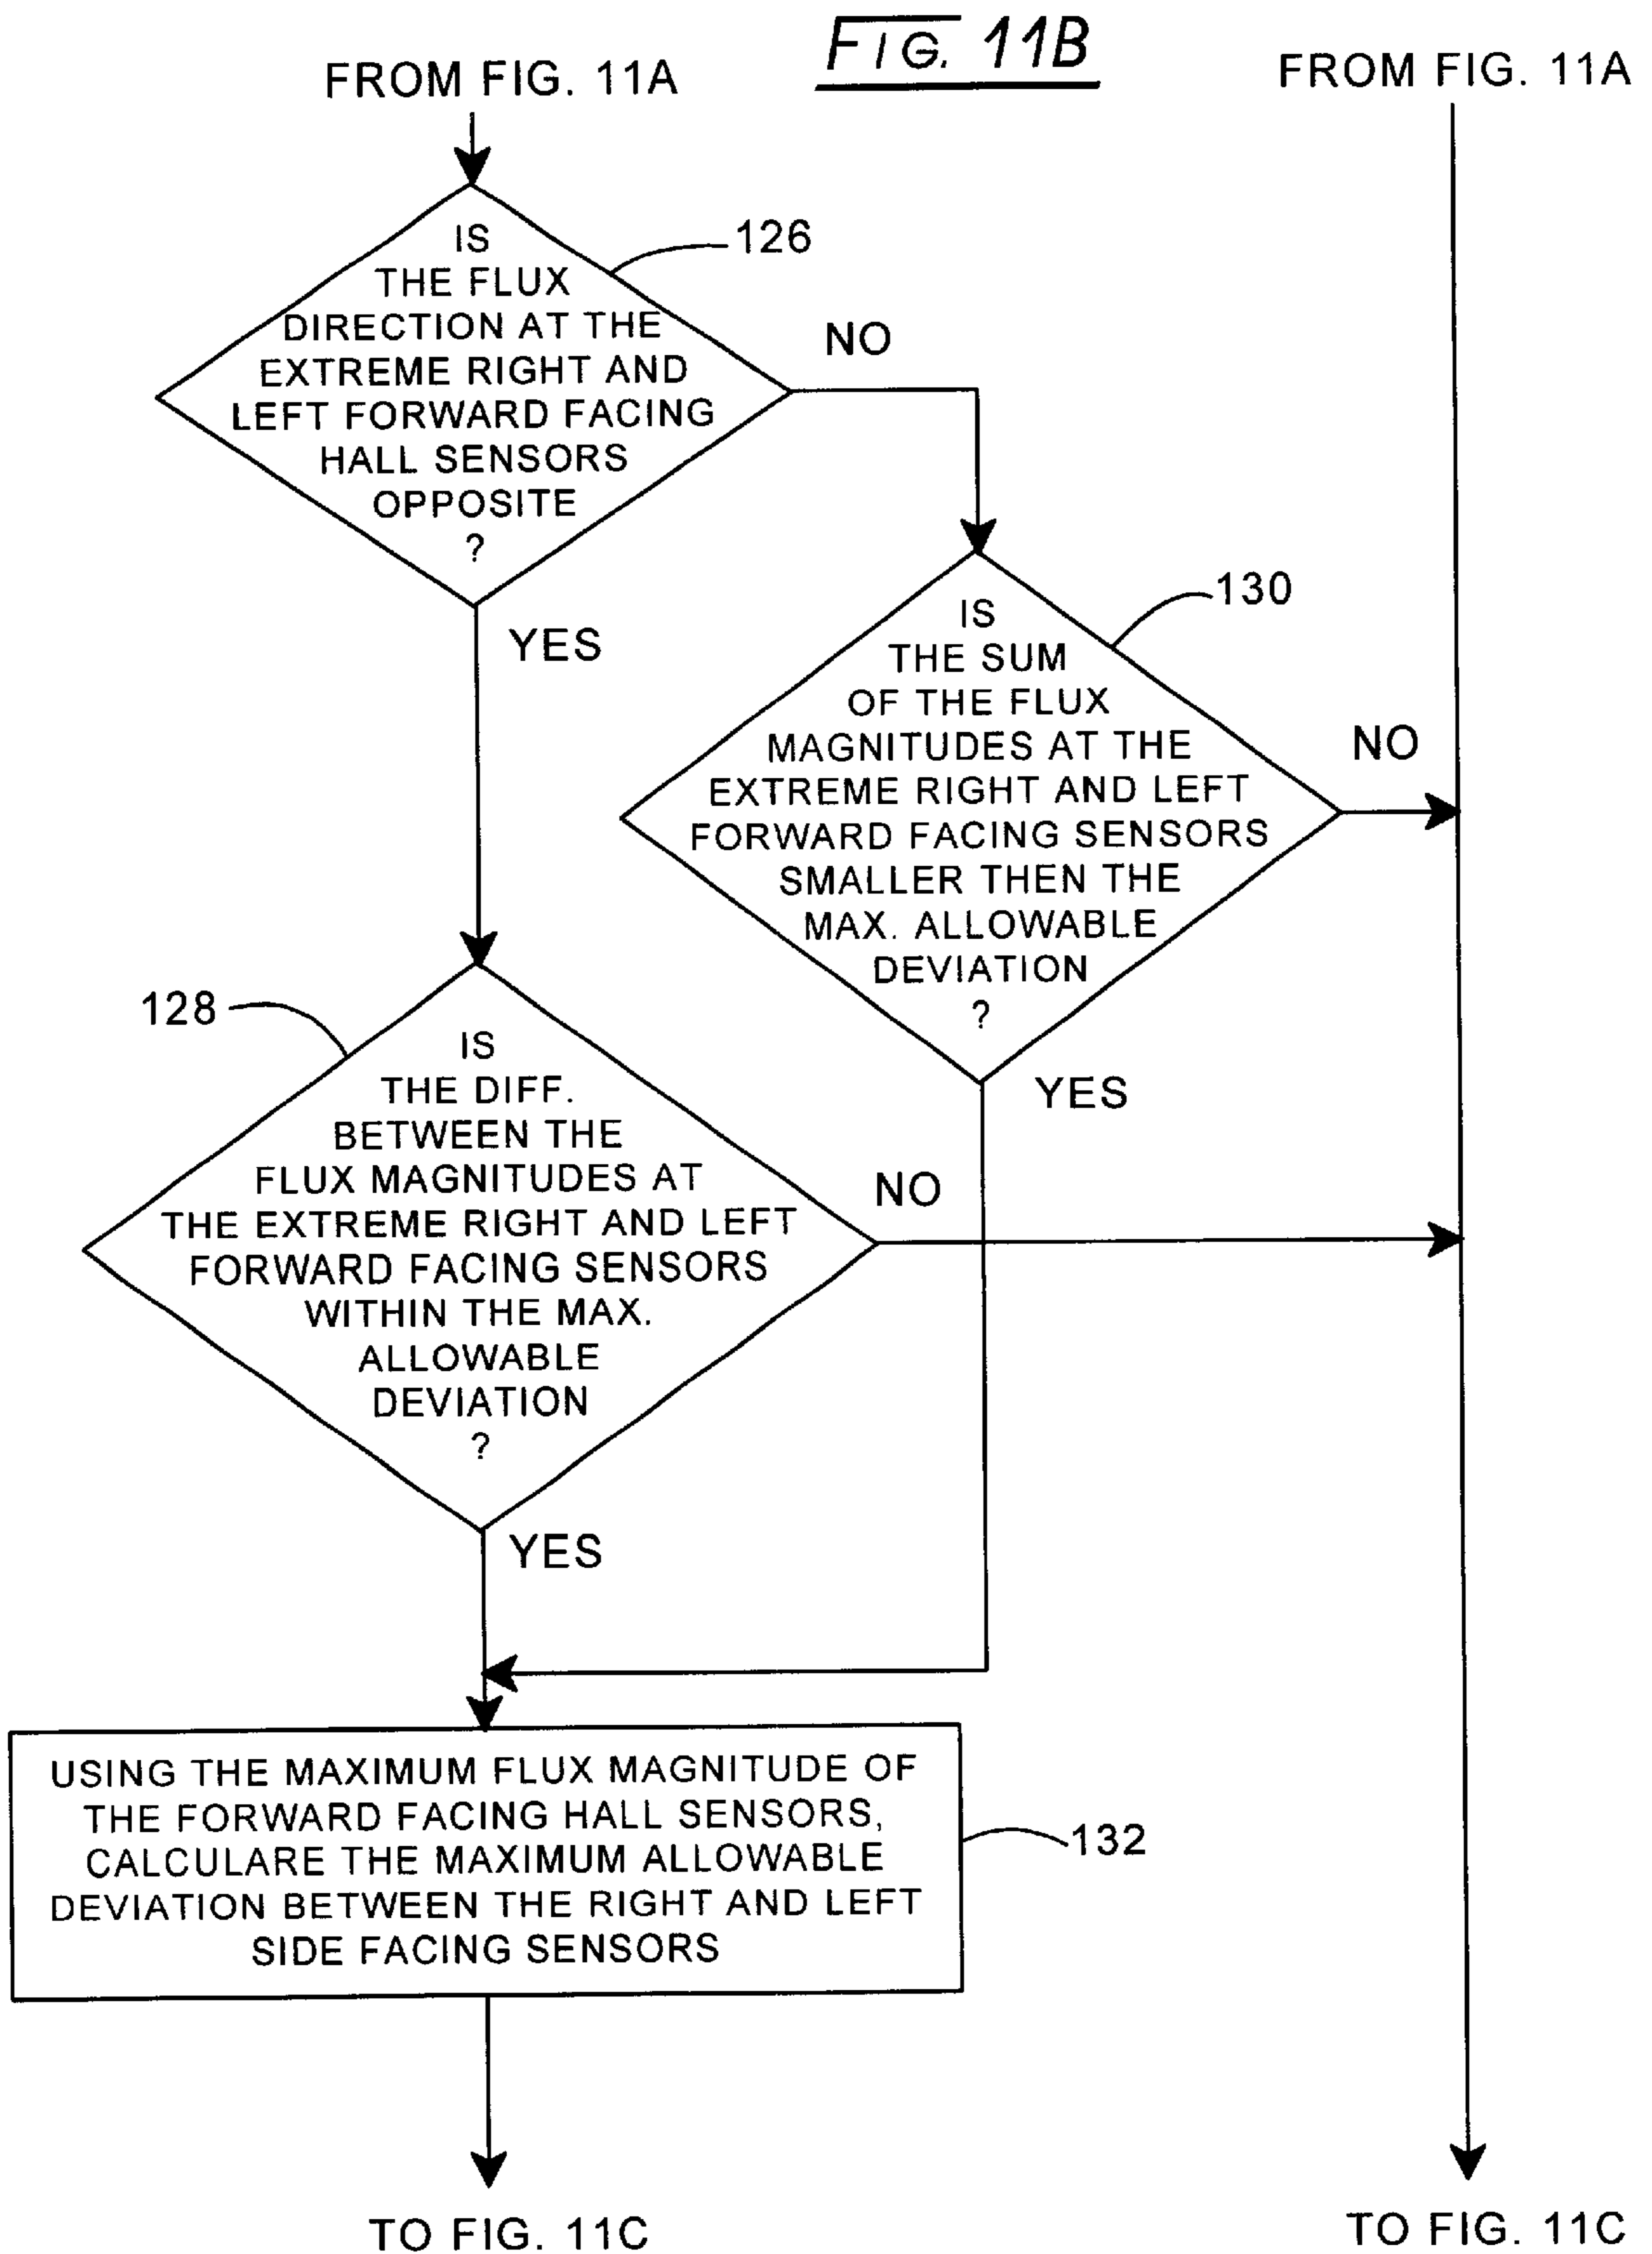 FIG. 11B
FROM FIG. 11A
FROM FIG. 11A
IS
THE FLUX
DIRECTION AT THE
EXTREME RIGHT AND
LEFT FORWARD FACING
HALL SENSORS
OPPOSITE
?
126
NO
YES
IS
THE SUM
OF THE FLUX
MAGNITUDES AT THE
EXTREME RIGHT AND LEFT
FORWARD FACING SENSORS
SMALLER THEN THE
MAX. ALLOWABLE
DEVIATION
?
130
NO
YES
128
IS
THE DIFF.
BETWEEN THE
FLUX MAGNITUDES AT
THE EXTREME RIGHT AND LEFT
FORWARD FACING SENSORS
WITHIN THE MAX.
ALLOWABLE
DEVIATION
?
NO
YES
USING THE MAXIMUM FLUX MAGNITUDE OF
THE FORWARD FACING HALL SENSORS,
CALCULARE THE MAXIMUM ALLOWABLE
DEVIATION BETWEEN THE RIGHT AND LEFT
SIDE FACING SENSORS
132
TO FIG. 11C
TO FIG. 11C